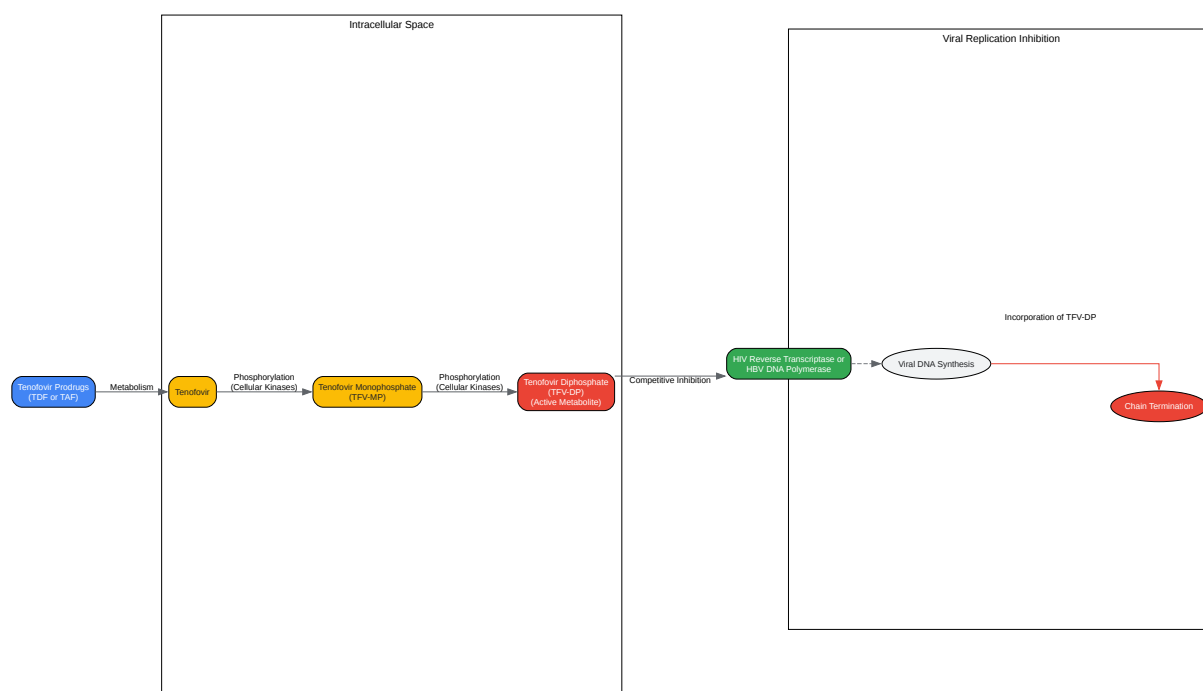 Intracellular Space
Viral Replication Inhibition
Tenofovir Prodrugs
(TDF or TAF)
Metabolism
Tenofovir
Phosphorylation
(Cellular Kinases)
Tenofovir Monophosphate
(TFV-MP)
Phosphorylation
(Cellular Kinases)
Tenofovir Diphosphate
(TFV-DP)
(Active Metabolite)
Competitive Inhibition
HIV Reverse Transcriptase or
HBV DNA Polymerase
Viral DNA Synthesis
Incorporation of TFV-DP
Chain Termination